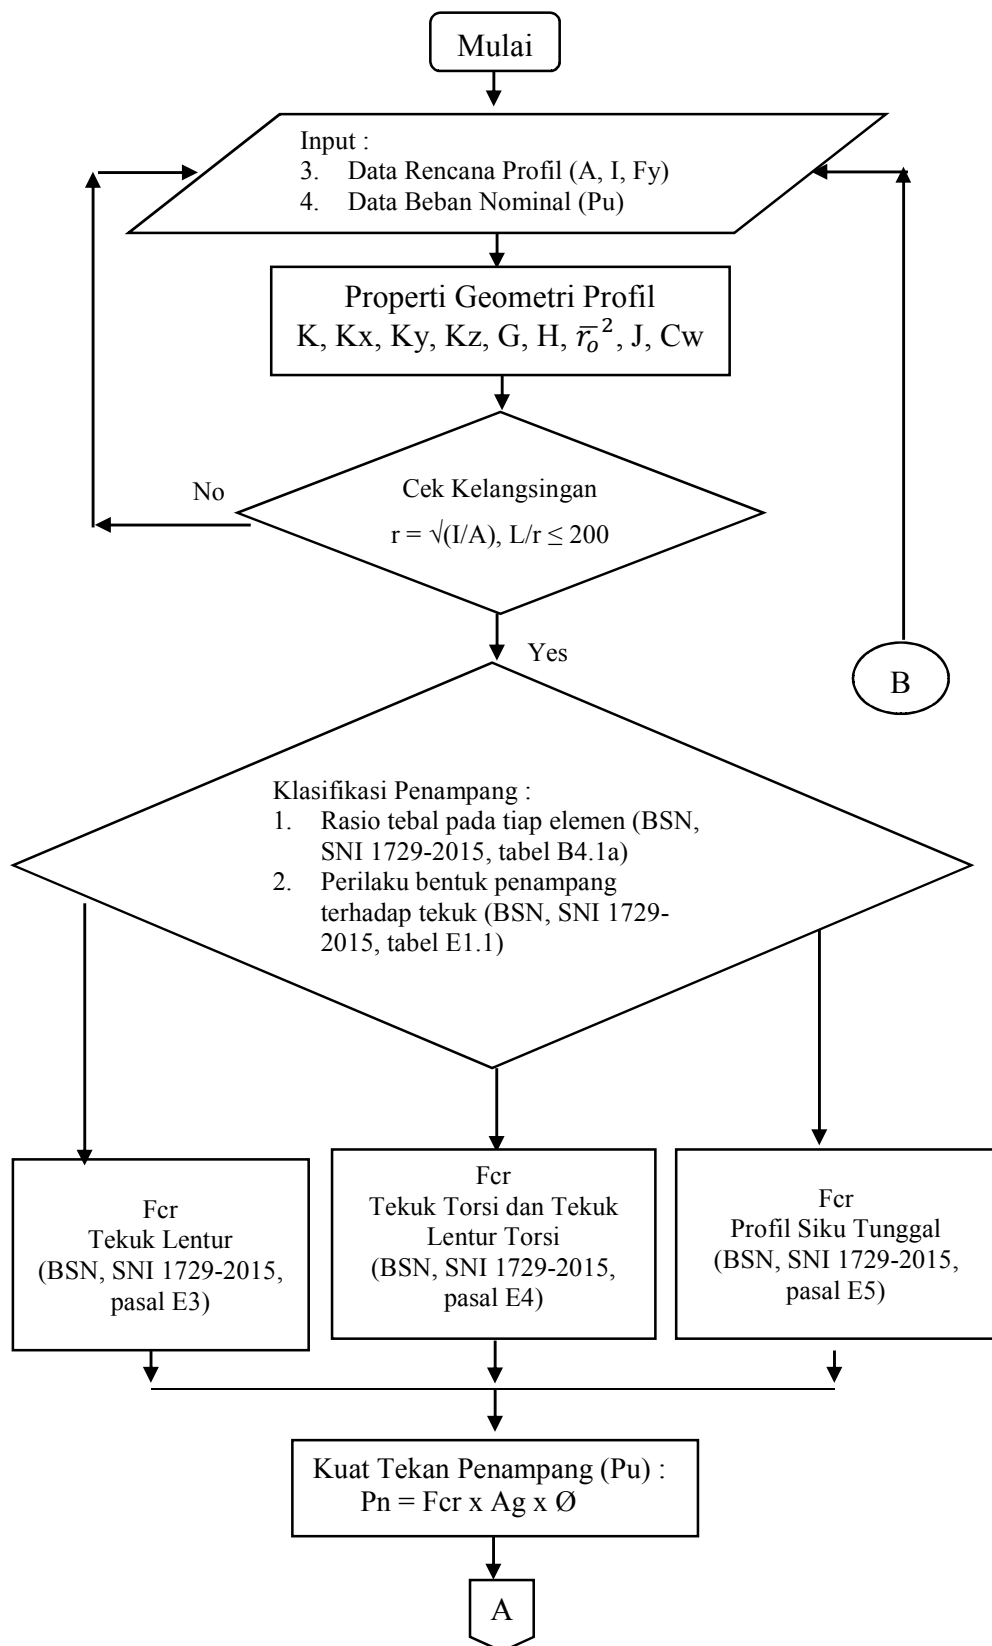 Mulai
Input :
3. Data Rencana Profil (A, I, Fy)
4. Data Beban Nominal (Pu)
Properti Geometri Profil
K, Kx, Ky, Kz, G, H, r̅ₒ², J, Cw
No
Cek Kelangsingan
r = √(I/A), L/r ≤ 200
Yes
B
Klasifikasi Penampang :
1. Rasio tebal pada tiap elemen (BSN,
SNI 1729-2015, tabel B4.1a)
2. Perilaku bentuk penampang
terhadap tekuk (BSN, SNI 1729-
2015, tabel E1.1)
Fcr
Tekuk Lentur
(BSN, SNI 1729-2015,
pasal E3)
Fcr
Tekuk Torsi dan Tekuk
Lentur Torsi
(BSN, SNI 1729-2015,
pasal E4)
Fcr
Profil Siku Tunggal
(BSN, SNI 1729-2015,
pasal E5)
Kuat Tekan Penampang (Pu) :
Pn = Fcr x Ag x Ø
A